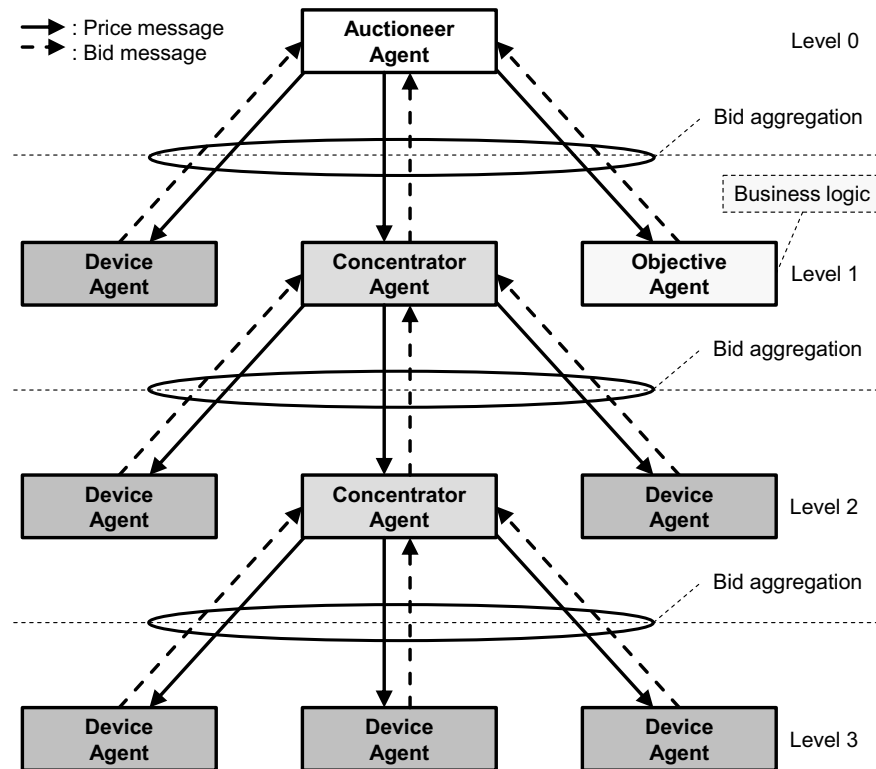 : Price message
: Bid message
Auctioneer
Agent
Level 0
Bid aggregation
Business logic
Device
Agent
Concentrator
Agent
Objective
Agent
Level 1
Bid aggregation
Device
Agent
Concentrator
Agent
Device
Agent
Level 2
Bid aggregation
Device
Agent
Device
Agent
Device
Agent
Level 3